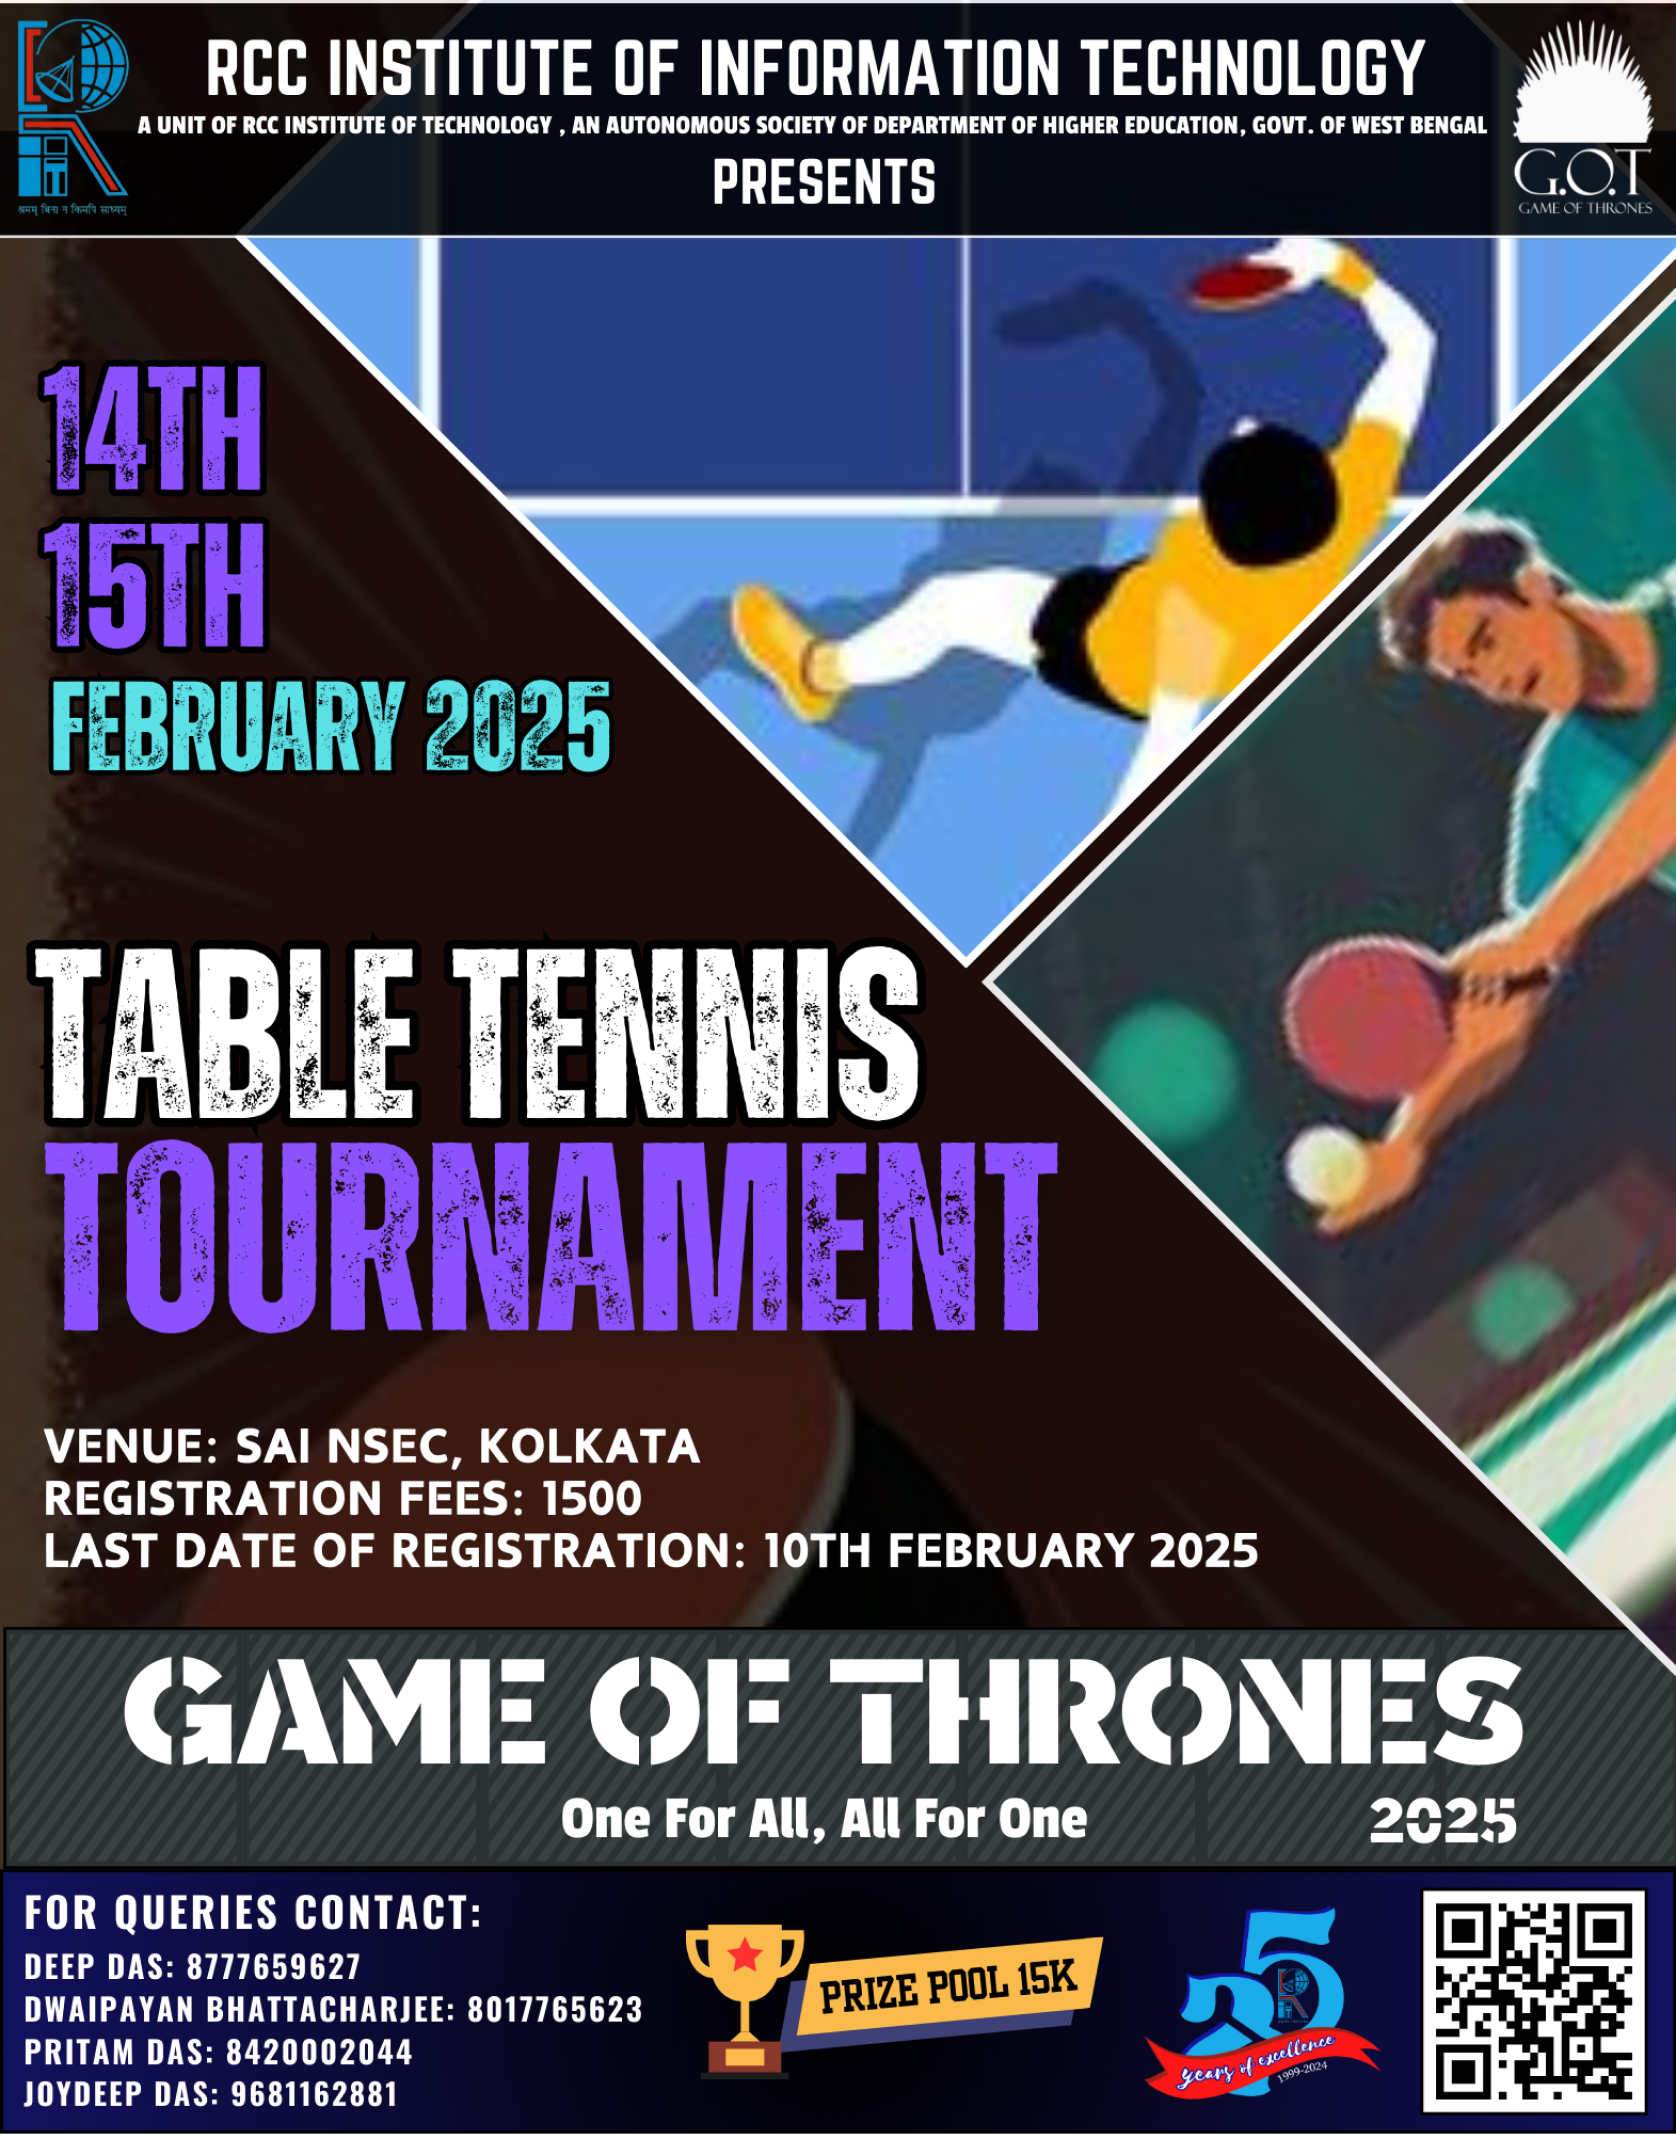 RCC INSTITUTE OF INFORMATION TECHNOLOGY
A UNIT OF RCC INSTITUTE OF TECHNOLOGY , AN AUTONOMOUS SOCIETY OF DEPARTMENT OF HIGHER EDUCATION, GOVT. OF WEST BENGAL
PRESENTS
श्रमम् बिना न किमपि साध्यम्
G.O.T
GAME OF THRONES
14TH
15TH
FEBRUARY 2025
TABLE TENNIS
TOURNAMENT
VENUE: SAI NSEC, KOLKATA
REGISTRATION FEES: 1500
LAST DATE OF REGISTRATION: 10TH FEBRUARY 2025
GAME OF THRONES
One For All, All For One
2025
FOR QUERIES CONTACT:
DEEP DAS: 8777659627
DWAIPAYAN BHATTACHARJEE: 8017765623
PRITAM DAS: 8420002044
JOYDEEP DAS: 9681162881
PRIZE POOL 15K
25
years of excellence
1999-2024